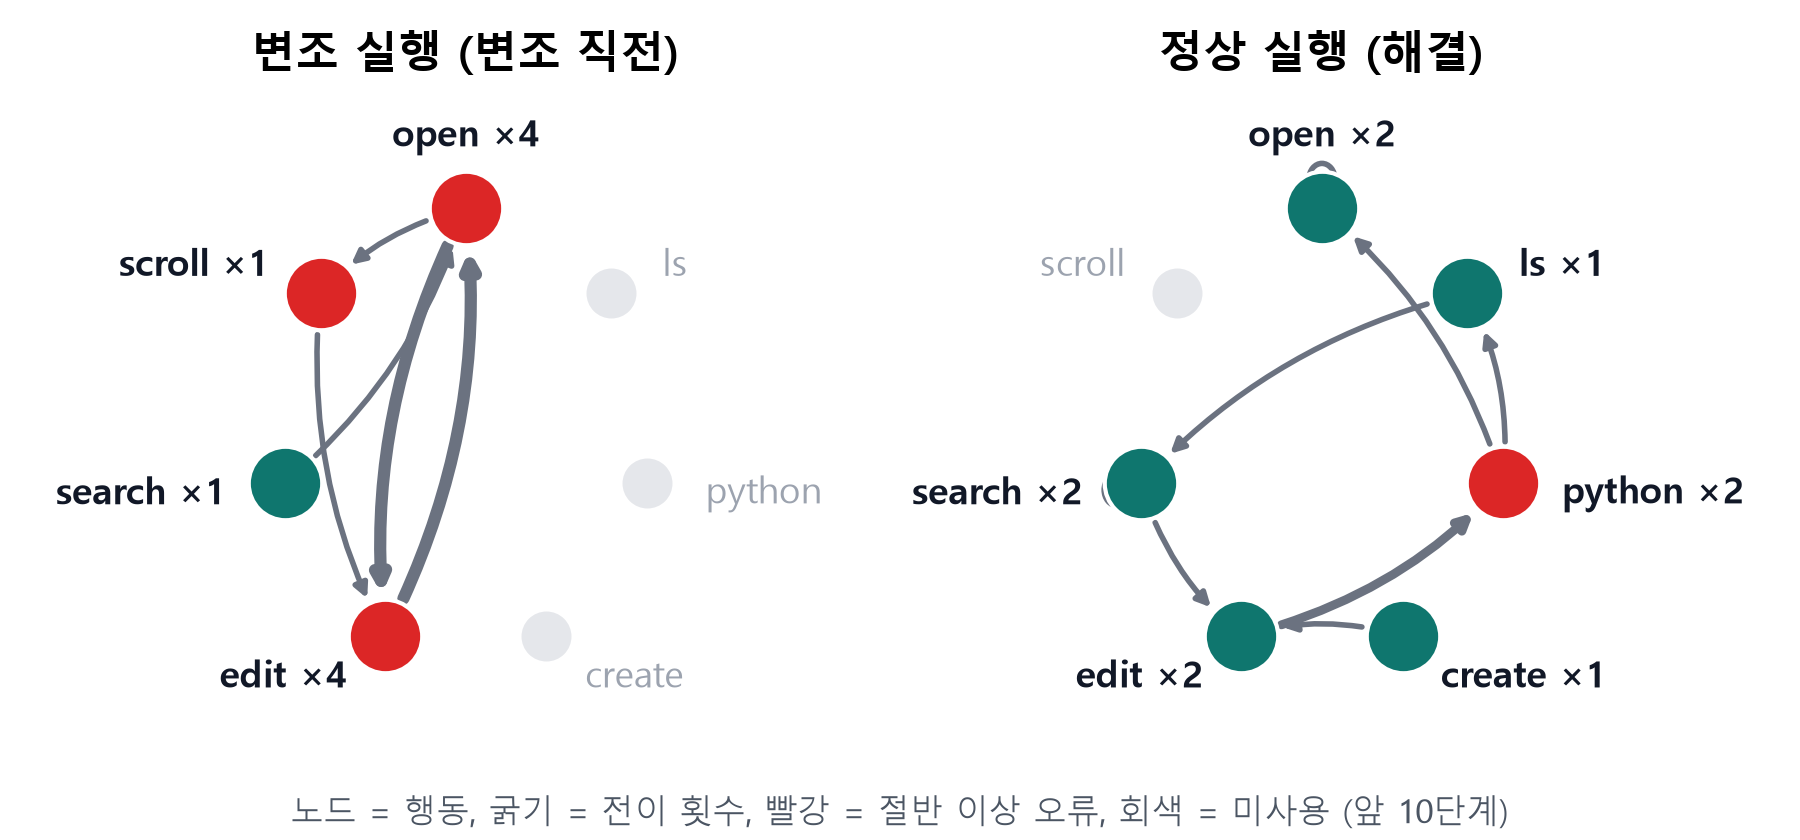 변조 실행 (변조 직전)
open ×4
scroll ×1
ls
search ×1
python
edit ×4
create
정상 실행 (해결)
open ×2
scroll
ls ×1
search ×2
python ×2
edit ×2
create ×1
노드 = 행동, 굵기 = 전이 횟수, 빨강 = 절반 이상 오류, 회색 = 미사용 (앞 10단계)